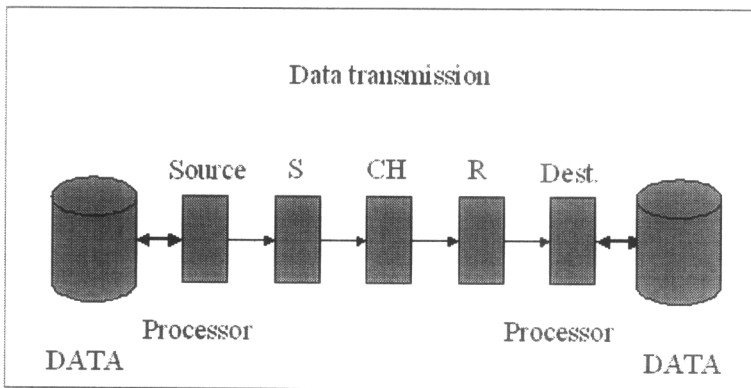 Data transmission
Source S CH R Dest.
Processor Processor
DATA DATA